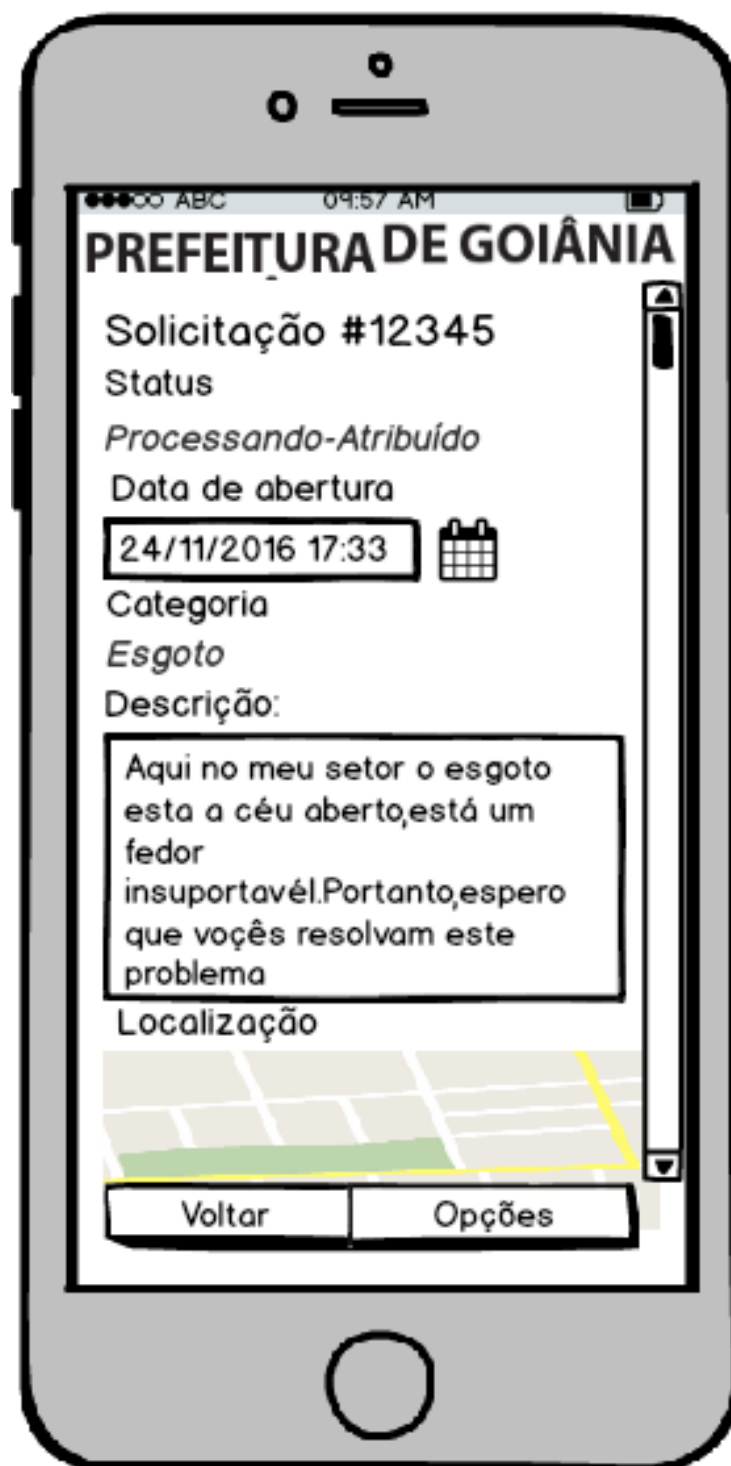 ABC 09:57 AM
PREFEITURA DE GOIÂNIA
Solicitação #12345
Status
Processando-Atribuído
Data de abertura
24/11/2016 17:33
Categoria
Esgoto
Descrição:
Aqui no meu setor o esgoto
esta a céu aberto,está um
fedor
insuportavél.Portanto,espero
que voçês resolvam este
problema
Localização
Voltar Opções